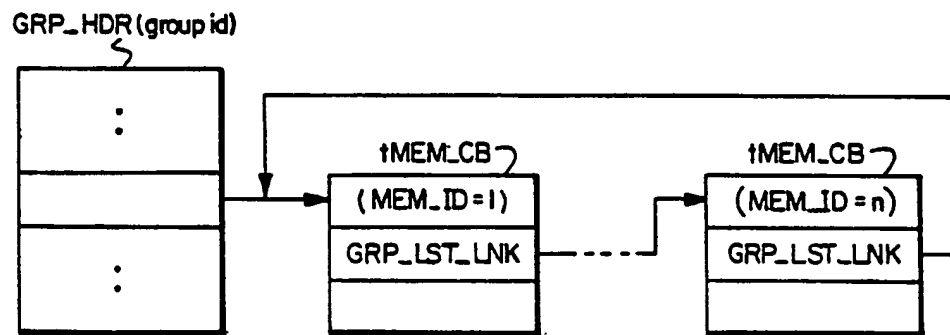 GRP_HDR(group id)
tMEM_CB
tMEM_CB
(MEM_ID=1)
(MEM_ID=n)
GRP_LST_LNK
GRP_LST_LNK